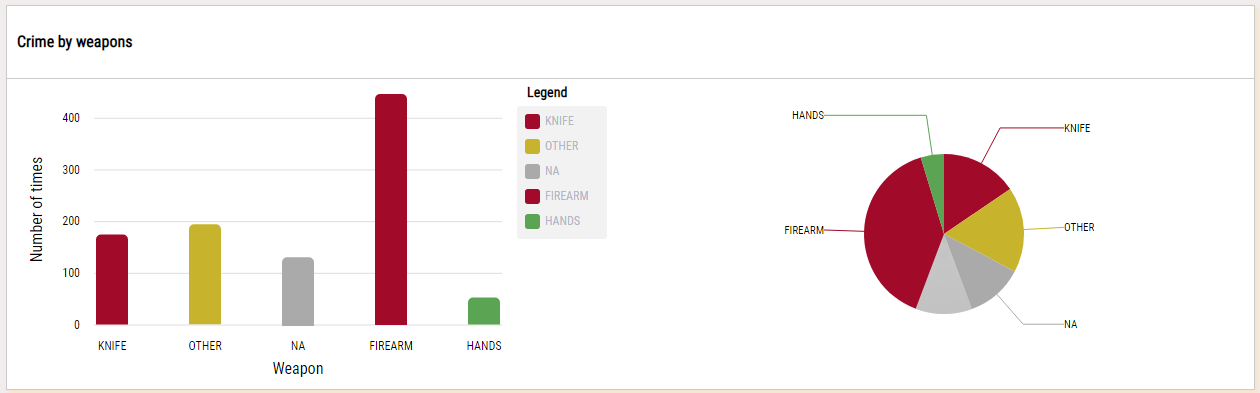 Crime by weapons
Number of times
400
300
200
100
0
KNIFE
OTHER
NA
FIREARM
HANDS
Weapon
Legend
KNIFE
OTHER
NA
FIREARM
HANDS
HANDS
KNIFE
FIREARM
OTHER
NA